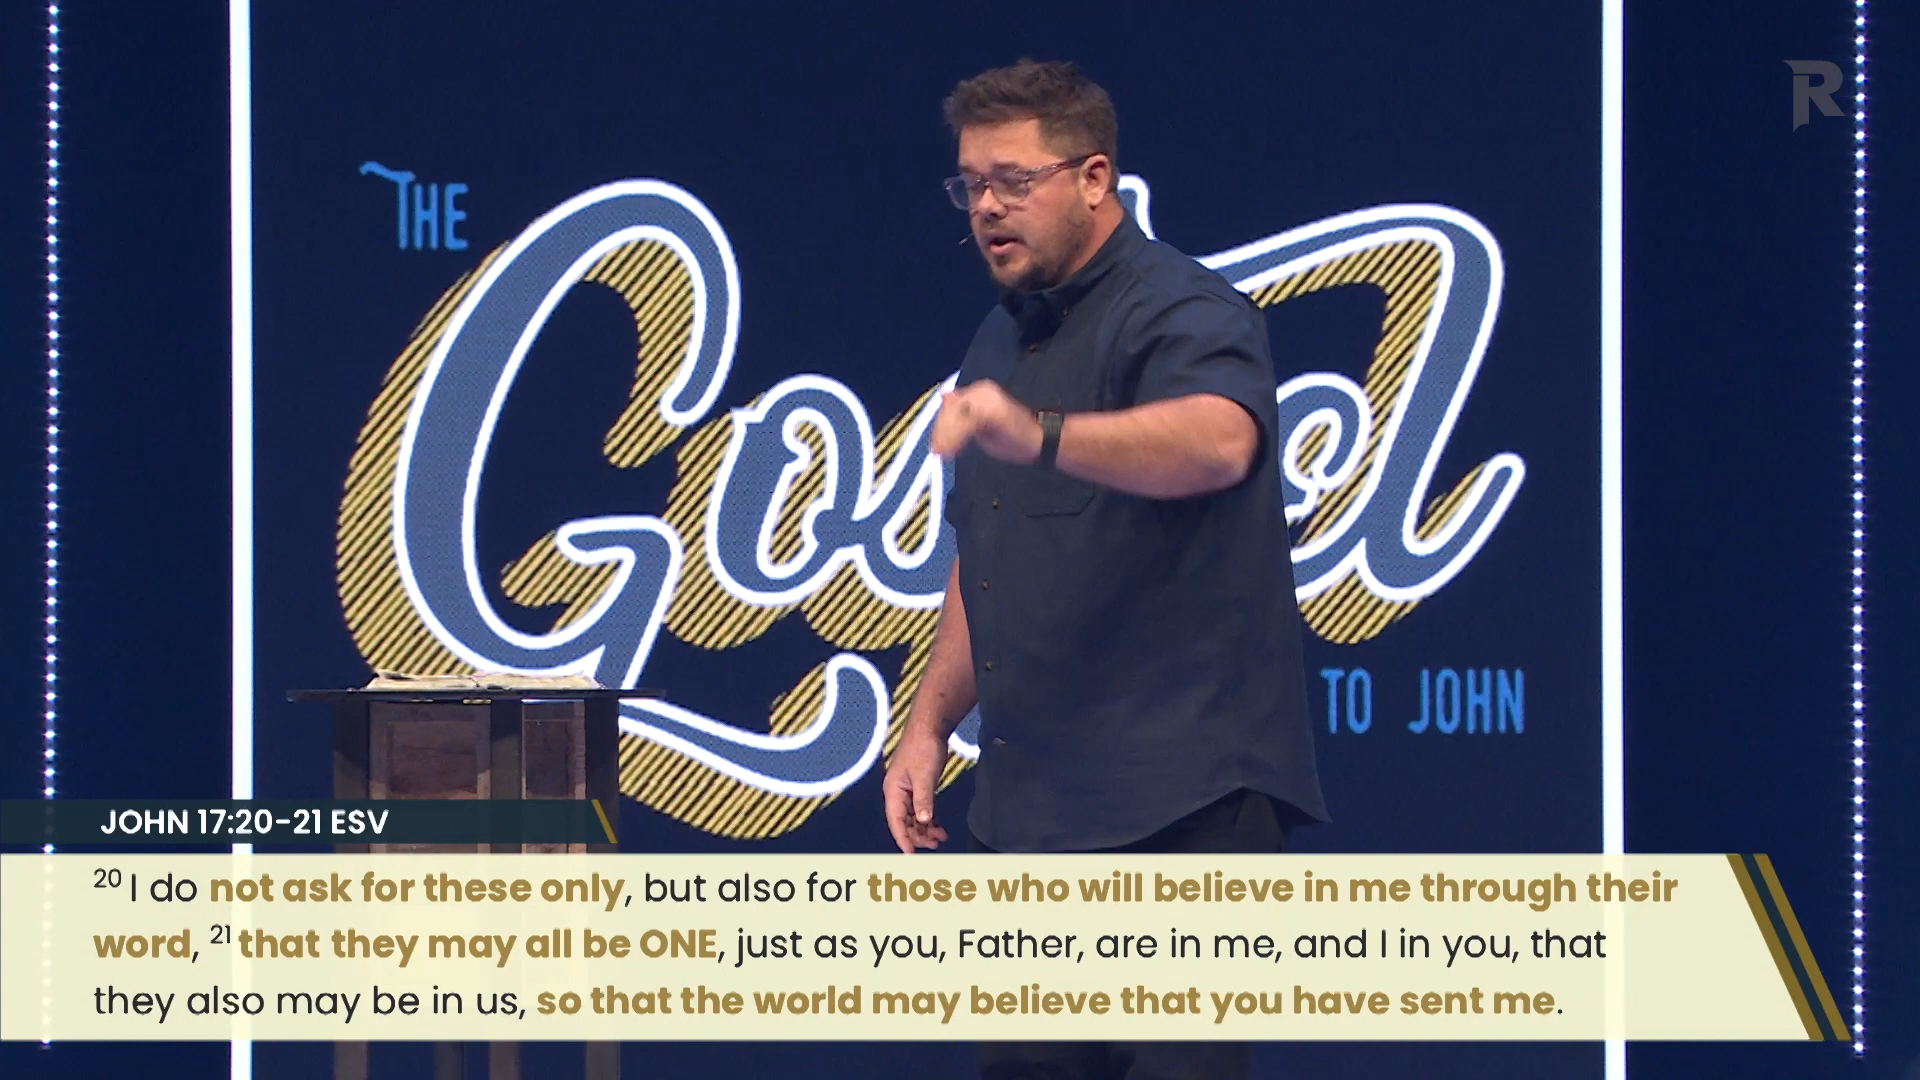 R
THE
Gospel
TO JOHN
JOHN 17:20-21 ESV
20 I do not ask for these only, but also for those who will believe in me through their
word, 21 that they may all be ONE, just as you, Father, are in me, and I in you, that
they also may be in us, so that the world may believe that you have sent me.